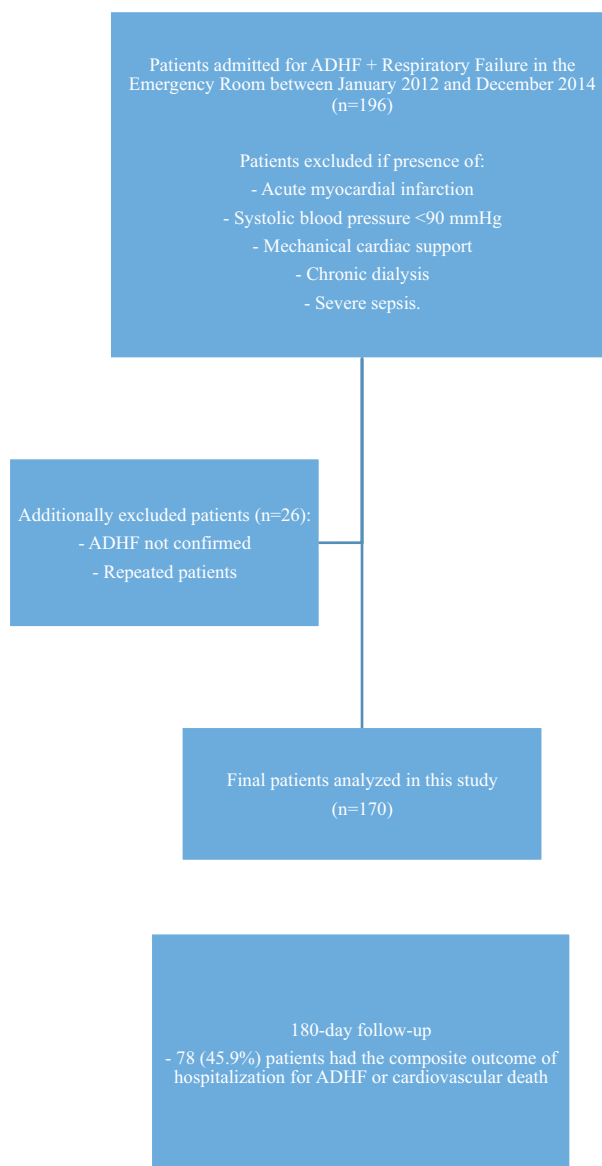 Patients admitted for ADHF + Respiratory Failure in the
Emergency Room between January 2012 and December 2014
(n=196)
Patients excluded if presence of:
- Acute myocardial infarction
- Systolic blood pressure <90 mmHg
- Mechanical cardiac support
- Chronic dialysis
- Severe sepsis.
Additionally excluded patients (n=26):
- ADHF not confirmed
- Repeated patients
Final patients analyzed in this study
(n=170)
180-day follow-up
- 78 (45.9%) patients had the composite outcome of
hospitalization for ADHF or cardiovascular death